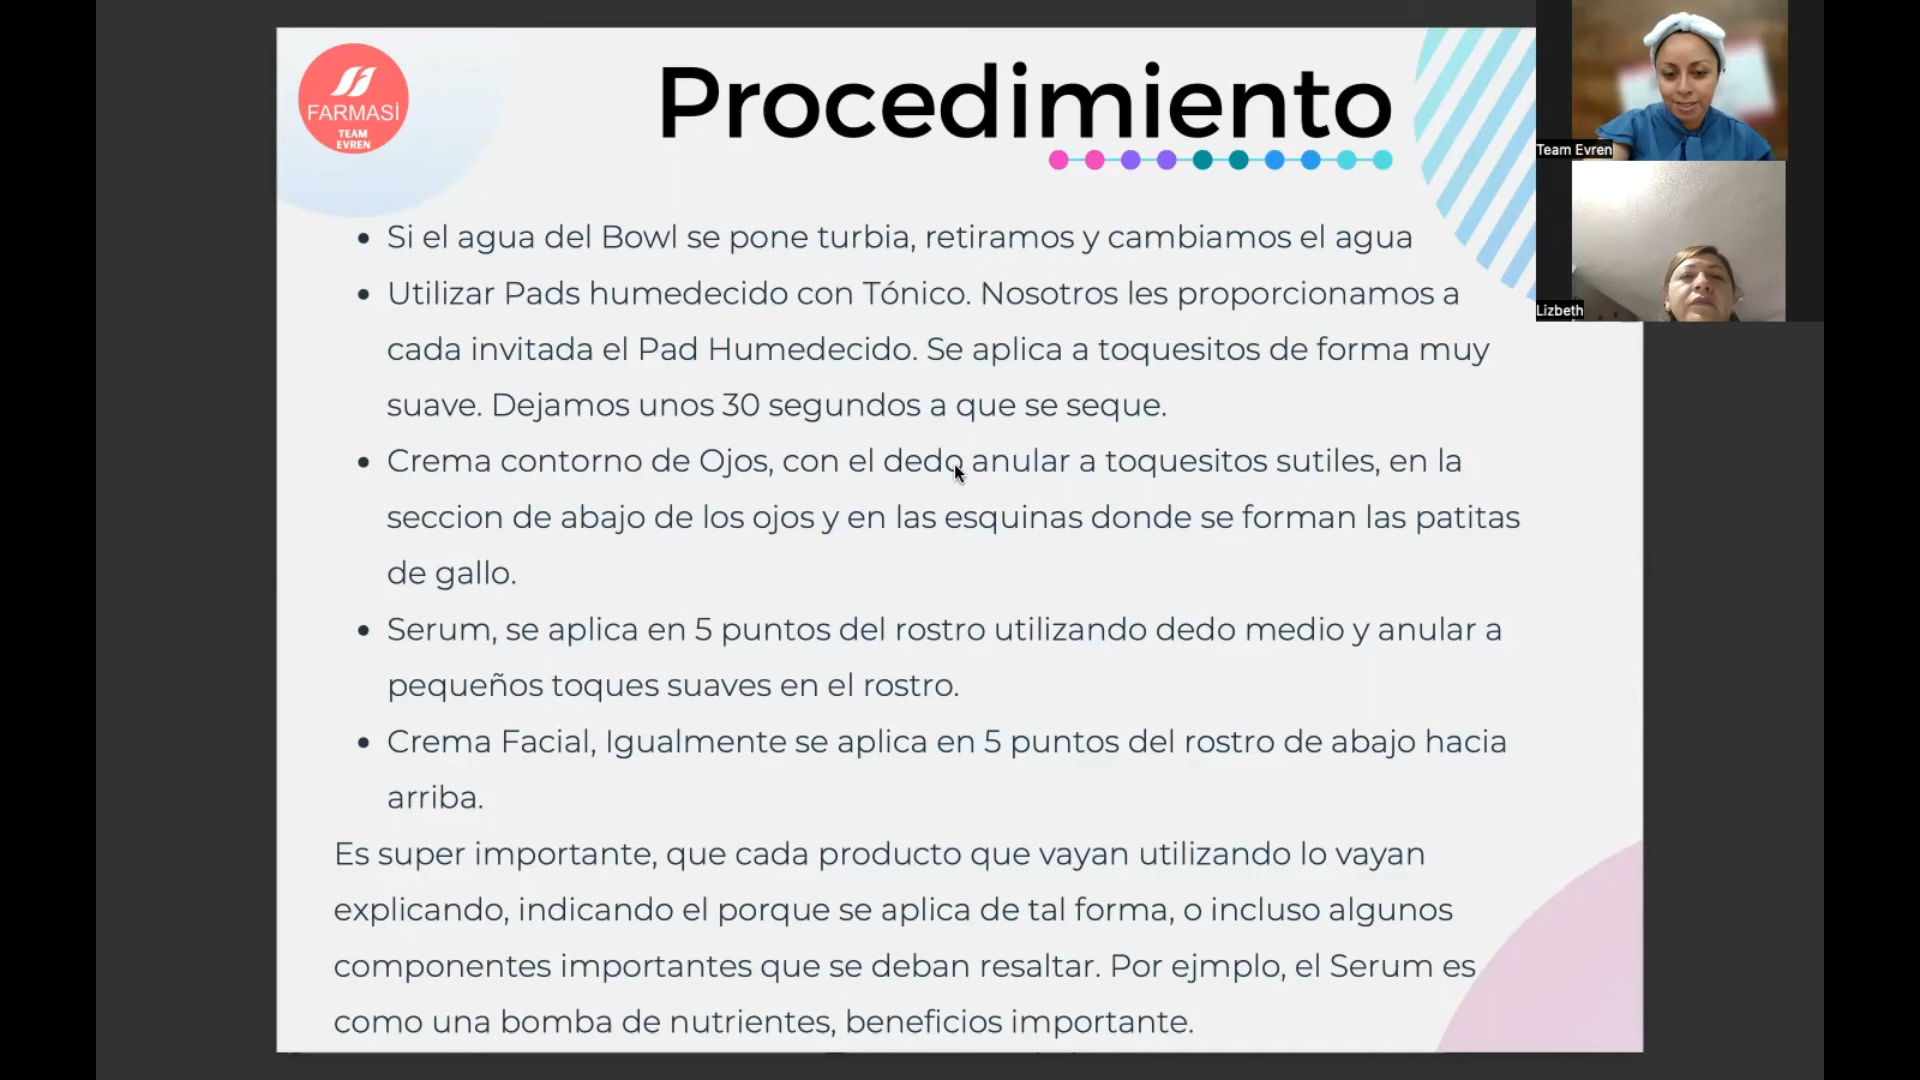 FARMASİ
TEAM
EVREN
Procedimiento
Si el agua del Bowl se pone turbia, retiramos y cambiamos el agua
Utilizar Pads humedecido con Tónico. Nosotros les proporcionamos a
cada invitada el Pad Humedecido. Se aplica a toquesitos de forma muy
suave. Dejamos unos 30 segundos a que se seque.
Crema contorno de Ojos, con el dedo anular a toquesitos sutiles, en la
seccion de abajo de los ojos y en las esquinas donde se forman las patitas
de gallo.
Serum, se aplica en 5 puntos del rostro utilizando dedo medio y anular a
pequeños toques suaves en el rostro.
Crema Facial, Igualmente se aplica en 5 puntos del rostro de abajo hacia
arriba.
Es super importante, que cada producto que vayan utilizando lo vayan
explicando, indicando el porque se aplica de tal forma, o incluso algunos
componentes importantes que se deban resaltar. Por ejmplo, el Serum es
como una bomba de nutrientes, beneficios importante.
Team Evren
Lizbeth